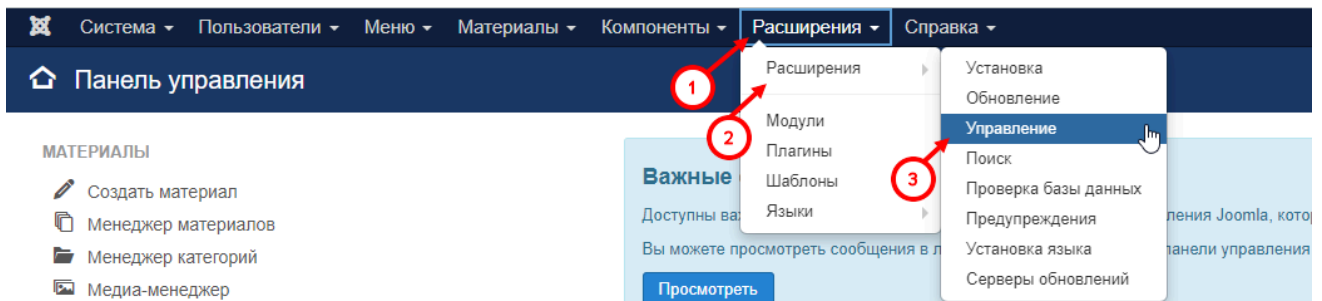 Система Пользователи Меню Материалы Компоненты Расширения Справка
Панель управления
МАТЕРИАЛЫ
Создать материал
Менеджер материалов
Менеджер категорий
Медиа-менеджер
1
2
3
Расширения
Модули
Плагины
Шаблоны
Языки
Установка
Обновление
Управление
Поиск
Проверка базы данных
Предупреждения
Установка языка
Серверы обновлений
Важные
Доступны ления Joomla,
Вы можете просмотреть сообщения в панели управления
Просмотреть